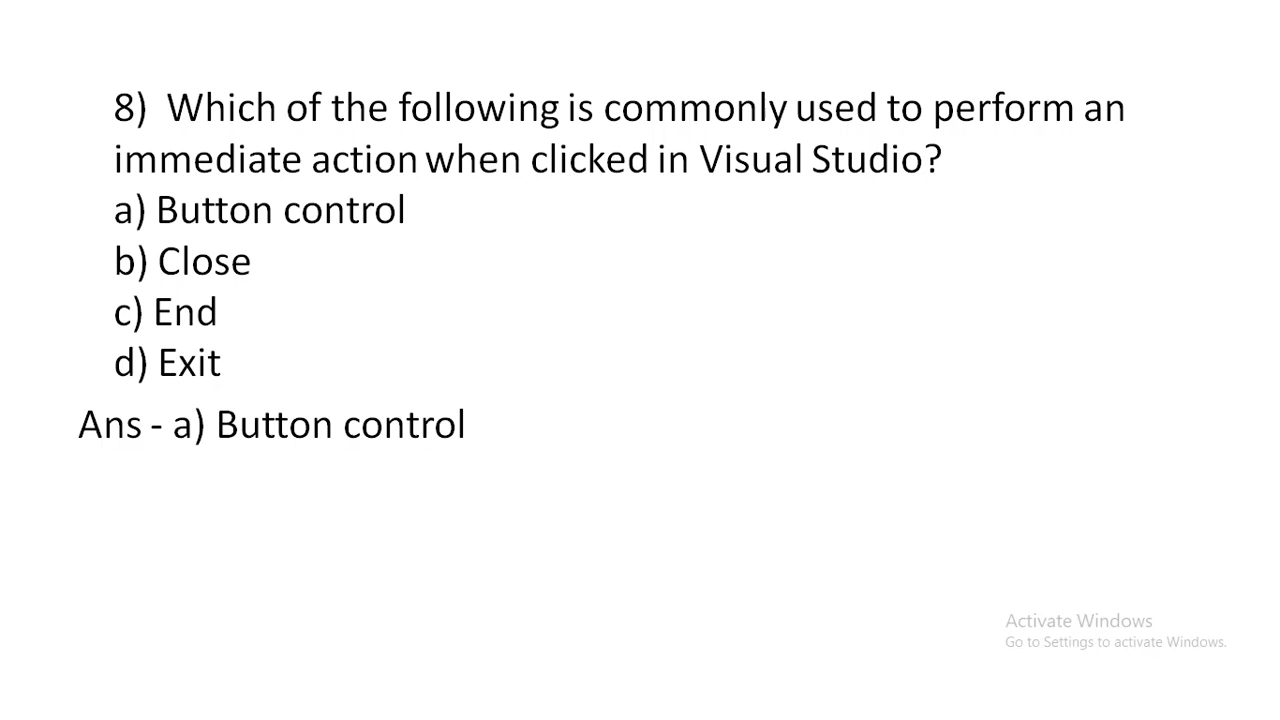 8) Which of the following is commonly used to perform an
immediate action when clicked in Visual Studio?
a) Button control
b) Close
c) End
d) Exit
Ans - a) Button control
Activate Windows
Go to Settings to activate Windows.